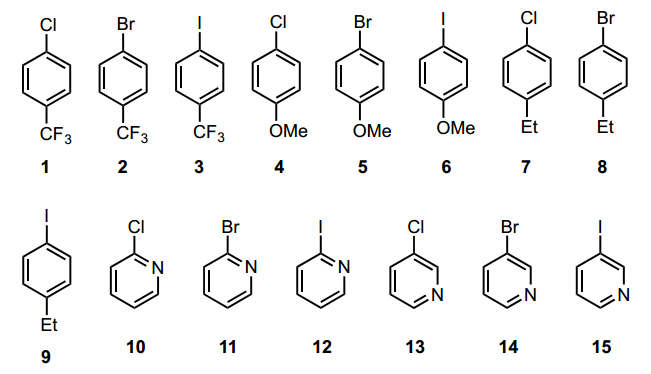 Cl Br I Cl Br I Cl Br
CF3 CF3 CF3 OMe OMe OMe Et Et
1 2 3 4 5 6 7 8
I Cl Br I Cl Br I
N N N N N N
Et
9 10 11 12 13 14 15